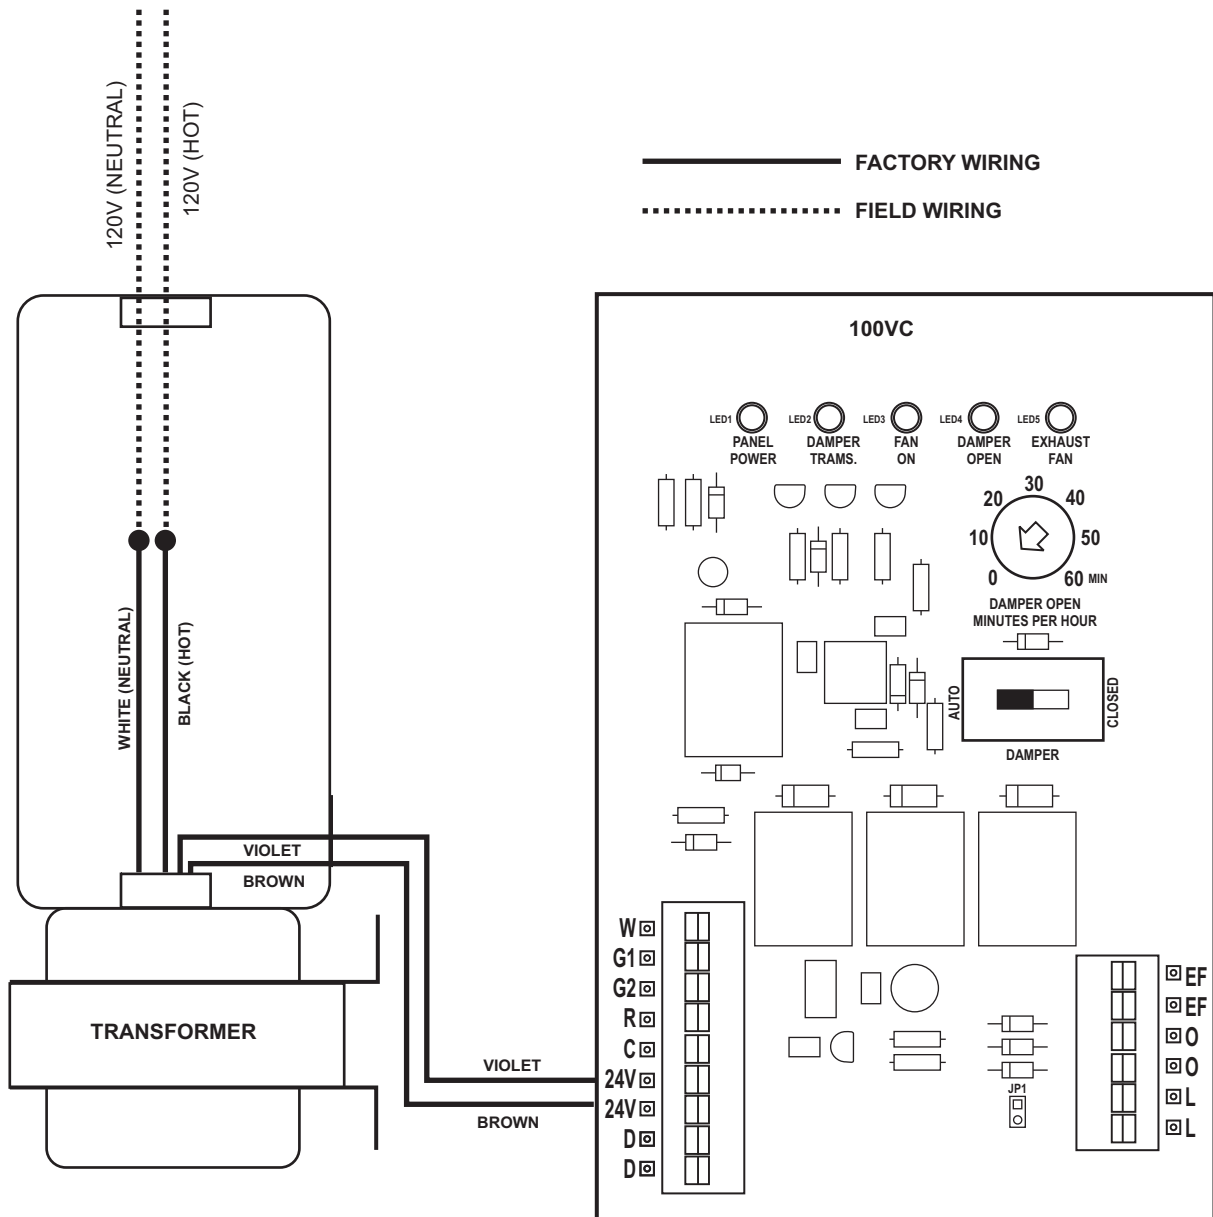 120V (NEUTRAL)
120V (HOT)
FACTORY WIRING
FIELD WIRING
100VC
LED1
PANEL
POWER
LED2
DAMPER
TRAMS.
LED3
FAN
ON
LED4
DAMPER
OPEN
LED5
EXHAUST
FAN
0
10
20
30
40
50
60 MIN
DAMPER OPEN
MINUTES PER HOUR
AUTO
CLOSED
DAMPER
WHITE (NEUTRAL)
BLACK (HOT)
VIOLET
BROWN
TRANSFORMER
VIOLET
BROWN
W
G1
G2
R
C
24V
24V
D
D
JP1
EF
EF
O
O
L
L